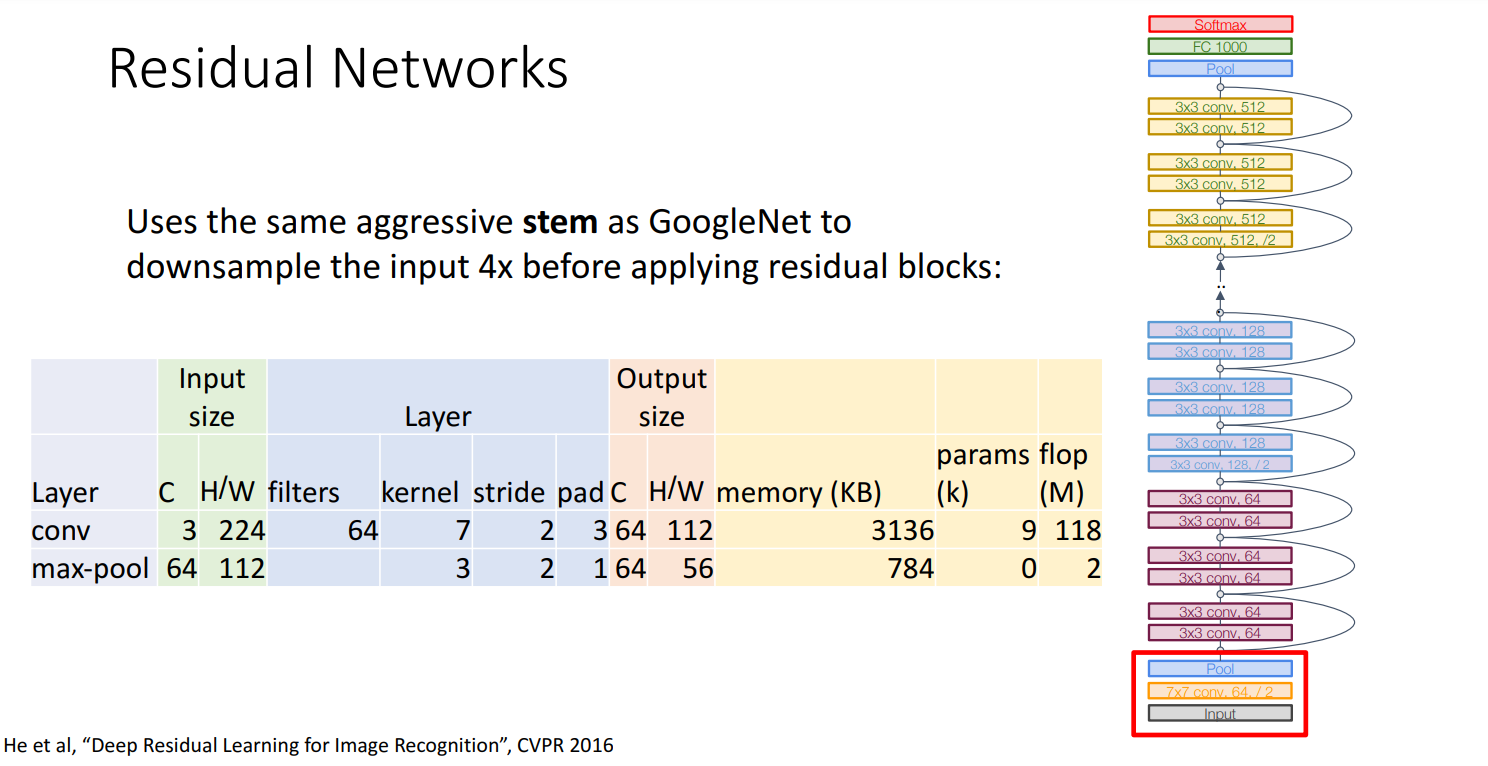 Residual Networks
Uses the same aggressive stem as GoogleNet to
downsample the input 4x before applying residual blocks:
Input size Layer Output size
Layer C H/W filters kernel stride pad C H/W memory (KB) params (k) flop (M)
conv 3 224 64 7 2 3 64 112 3136 9 118
max-pool 64 112 3 2 1 64 56 784 0 2
He et al, “Deep Residual Learning for Image Recognition”, CVPR 2016
Softmax
FC 1000
Pool
3x3 conv, 512
3x3 conv, 512
3x3 conv, 512
3x3 conv, 512
3x3 conv, 512
3x3 conv, 512, /2
..
3x3 conv, 128
3x3 conv, 128
3x3 conv, 128
3x3 conv, 128
3x3 conv, 128
3x3 conv, 128, / 2
3x3 conv, 64
3x3 conv, 64
3x3 conv, 64
3x3 conv, 64
3x3 conv, 64
3x3 conv, 64
Pool
7x7 conv, 64, / 2
Input